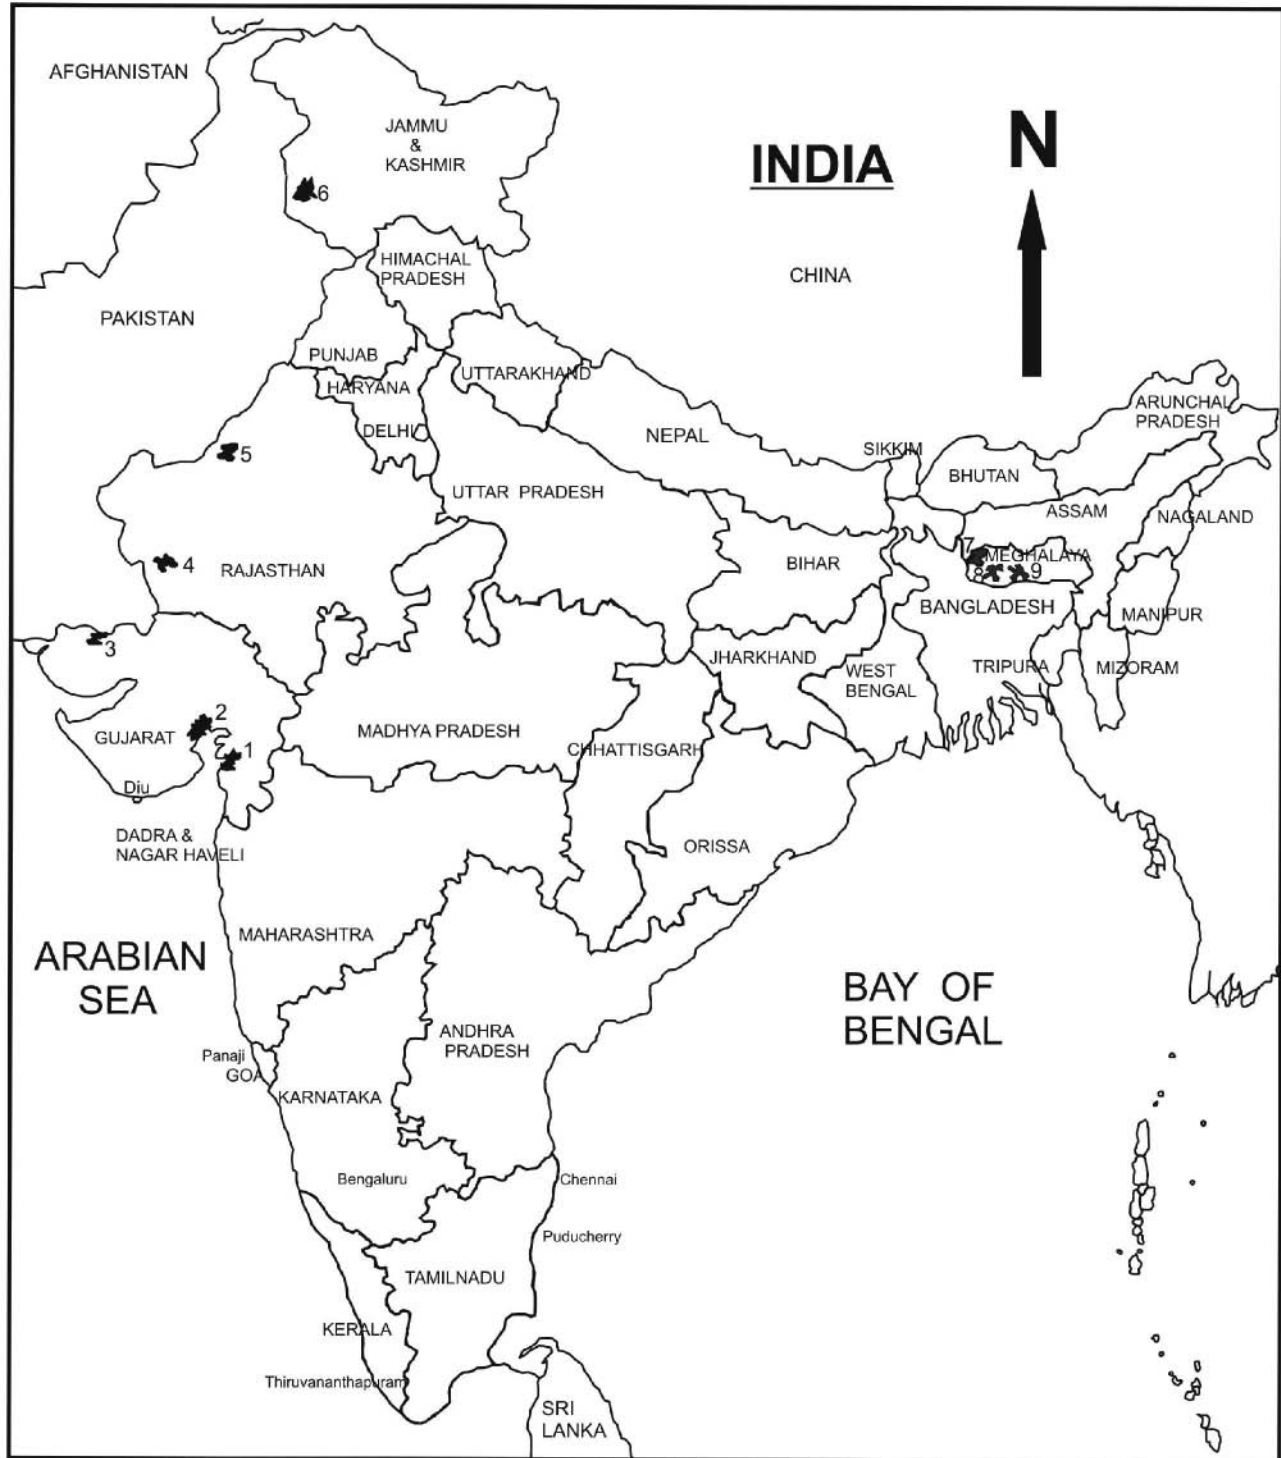 AFGHANISTAN
JAMMU
&
KASHMIR
N
INDIA
6
HIMACHAL
PRADESH
CHINA
PAKISTAN
PUNJAB
UTTARAKHAND
HARYANA
ARUNCHAL
PRADESH
DELHI
NEPAL
SIKKIM
5
BHUTAN
UTTAR PRADESH
ASSAM
NAGALAND
7
MEGHALAYA
4
RAJASTHAN
BIHAR
8
9
BANGLADESH
MANIPUR
3
JHARKHAND
WEST
BENGAL
TRIPURA
MIZORAM
2
GUJARAT
MADHYA PRADESH
1
CHHATTISGARH
Diu
DADRA &
NAGAR HAVELI
ORISSA
MAHARASHTRA
ARABIAN
SEA
BAY OF
BENGAL
ANDHRA
PRADESH
Panaji
GOA
KARNATAKA
Bengaluru
Chennai
Puducherry
TAMILNADU
KERALA
Thiruvananthapuram
SRI
LANKA